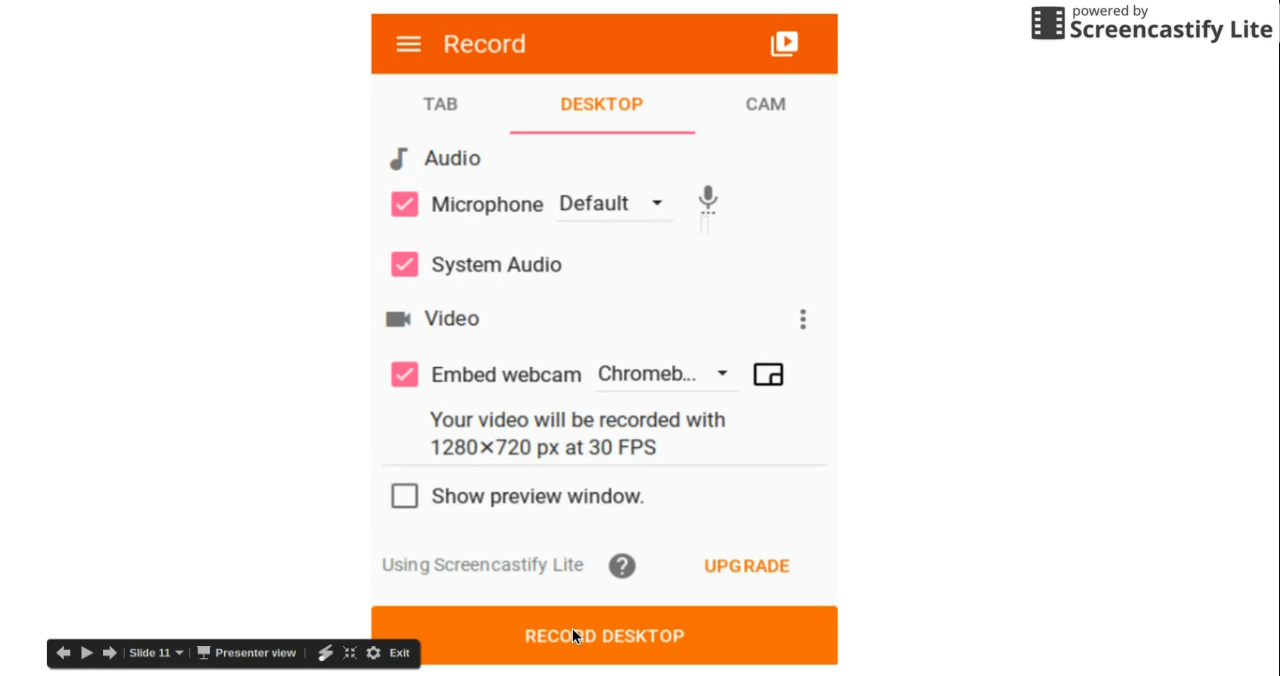 powered by
Screencastify Lite
Record
TAB DESKTOP CAM
Audio
Microphone Default
System Audio
Video
Embed webcam Chromeb...
Your video will be recorded with
1280×720 px at 30 FPS
Show preview window.
Using Screencastify Lite ? UPGRADE
RECORD DESKTOP
Slide 11 Presenter view Exit